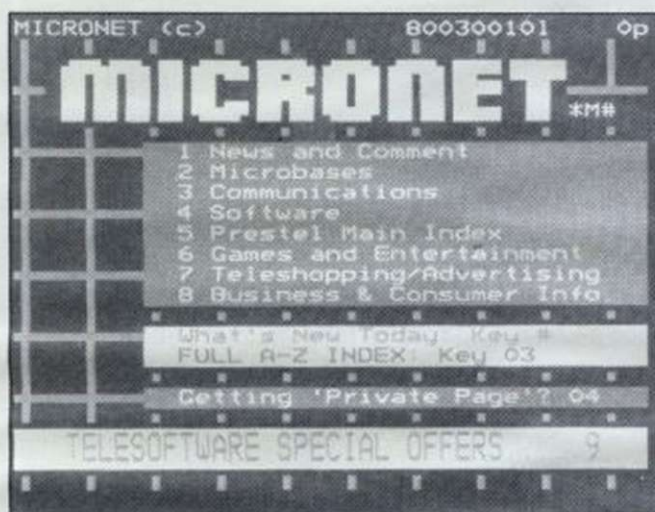 MICRONET (c) 800300101 0p
MICRONET *M#
1 News and Comment
2 Microbases
3 Communications
4 Software
5 Prestel Main Index
6 Games and Entertainment
7 Teleshopping/Advertising
8 Business & Consumer Info
What's New Today Key #
FULL A-Z INDEX: Key 03
Getting 'Private Page'? 04
TELESOFTWARE SPECIAL OFFERS 9